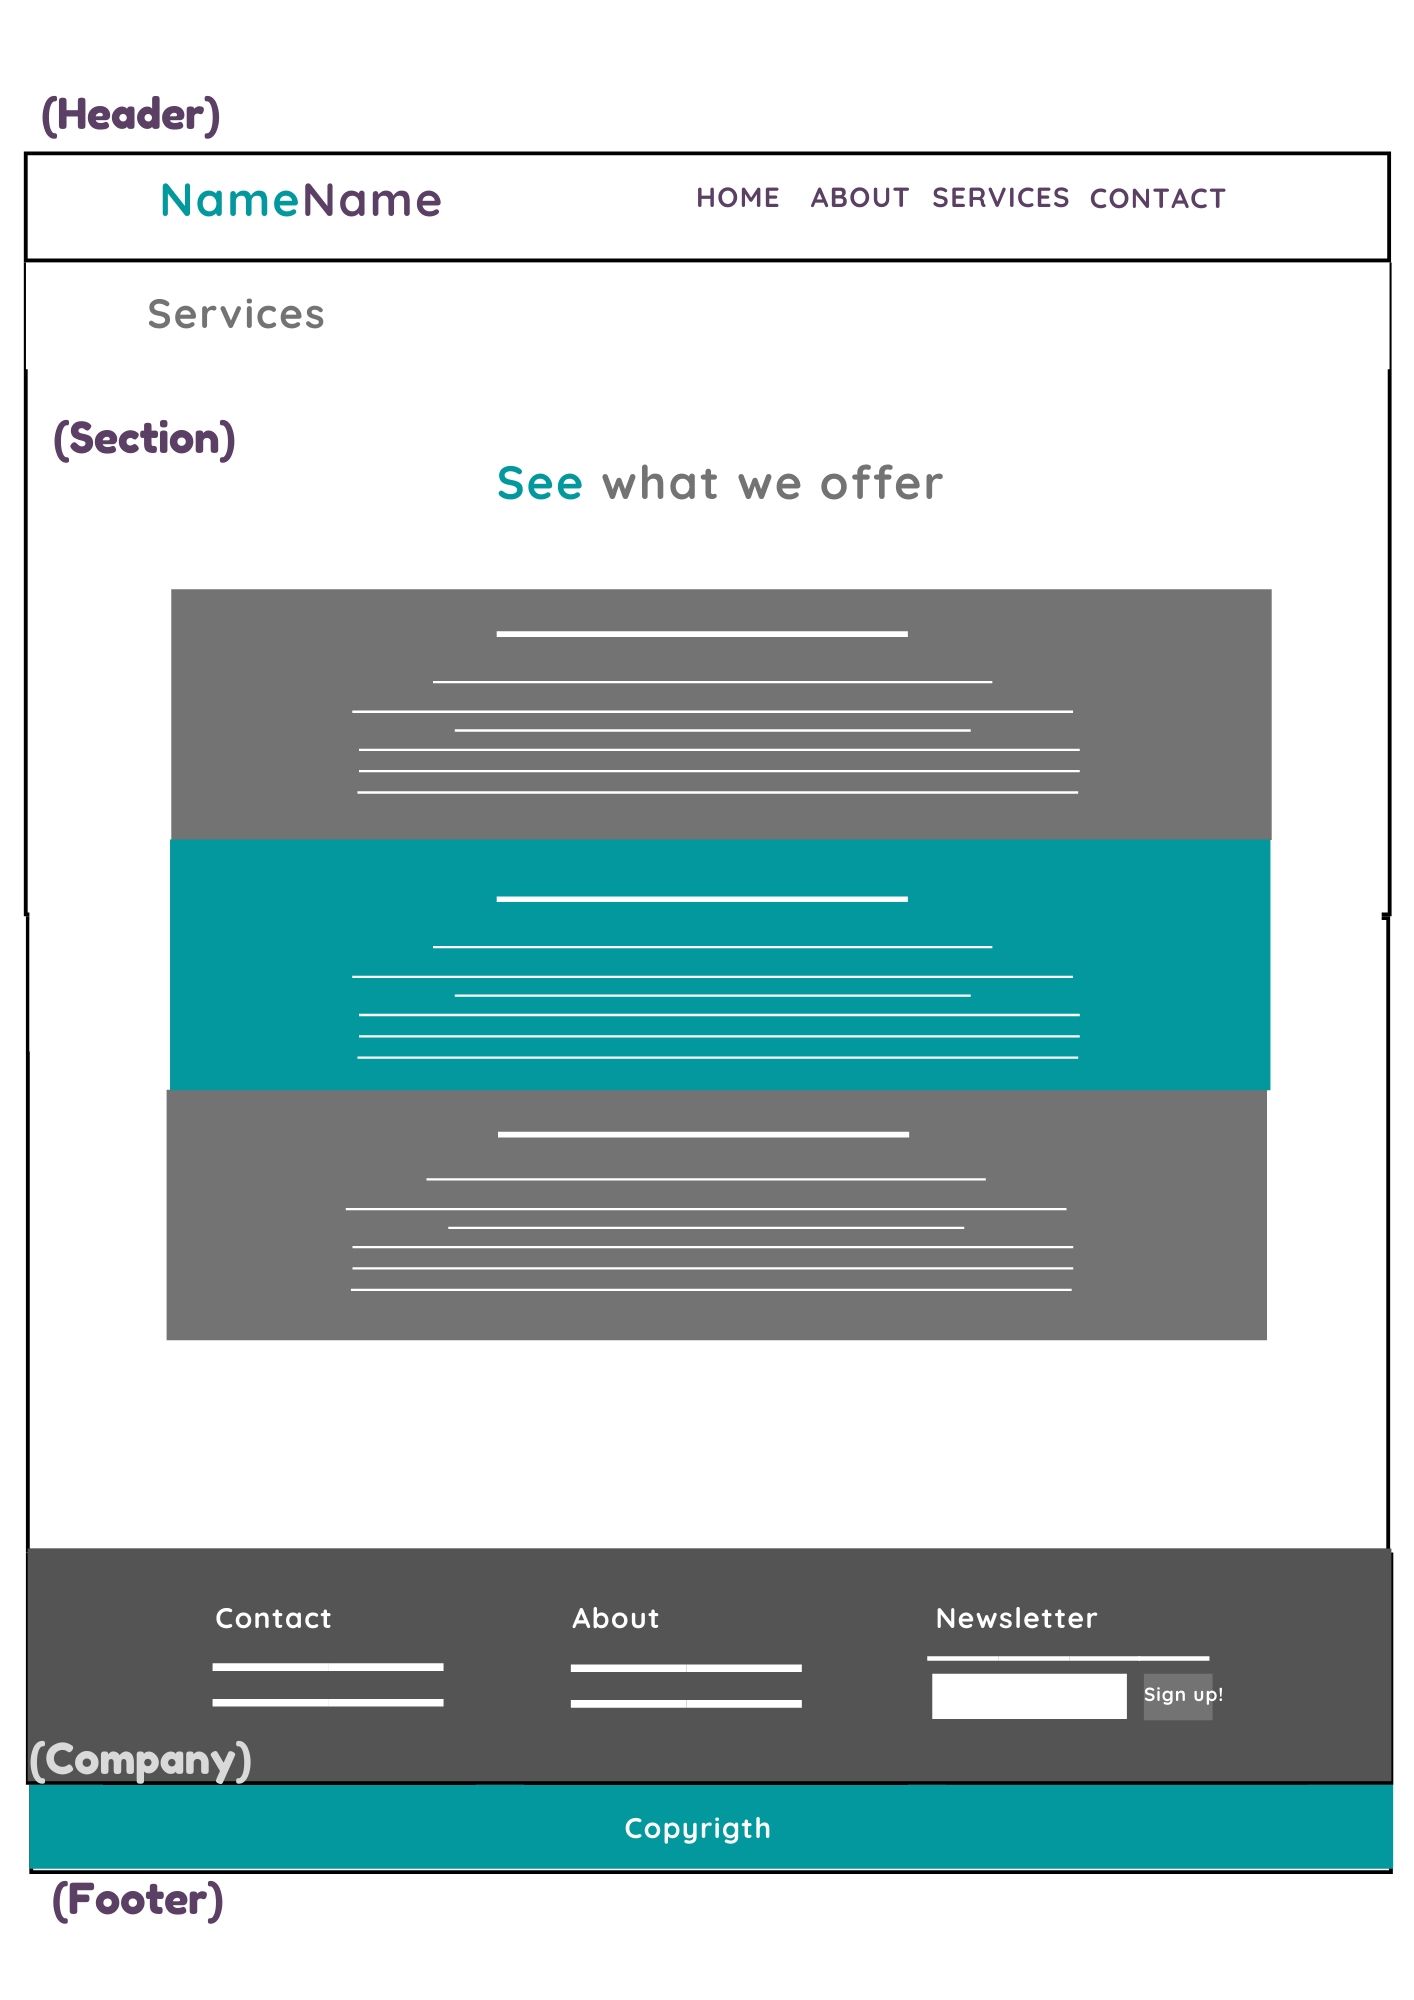 (Header)
NameName HOME ABOUT SERVICES CONTACT
Services
(Section)
See what we offer
Contact About Newsletter
Sign up!
(Company)
Copyrigth
(Footer)